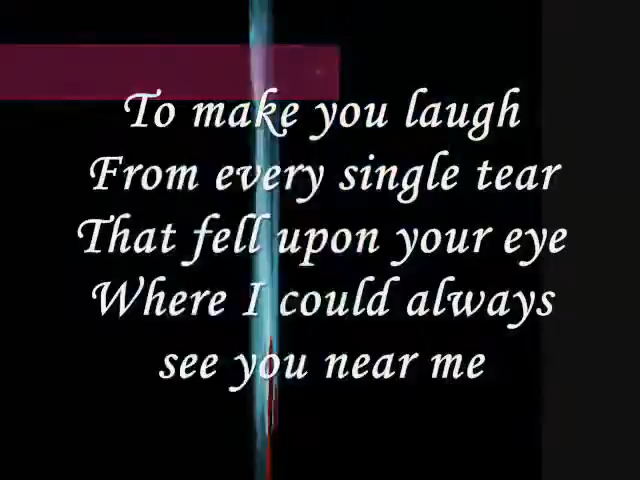 To make you laugh
From every single tear
That fell upon your eye
Where I could always
see you near me